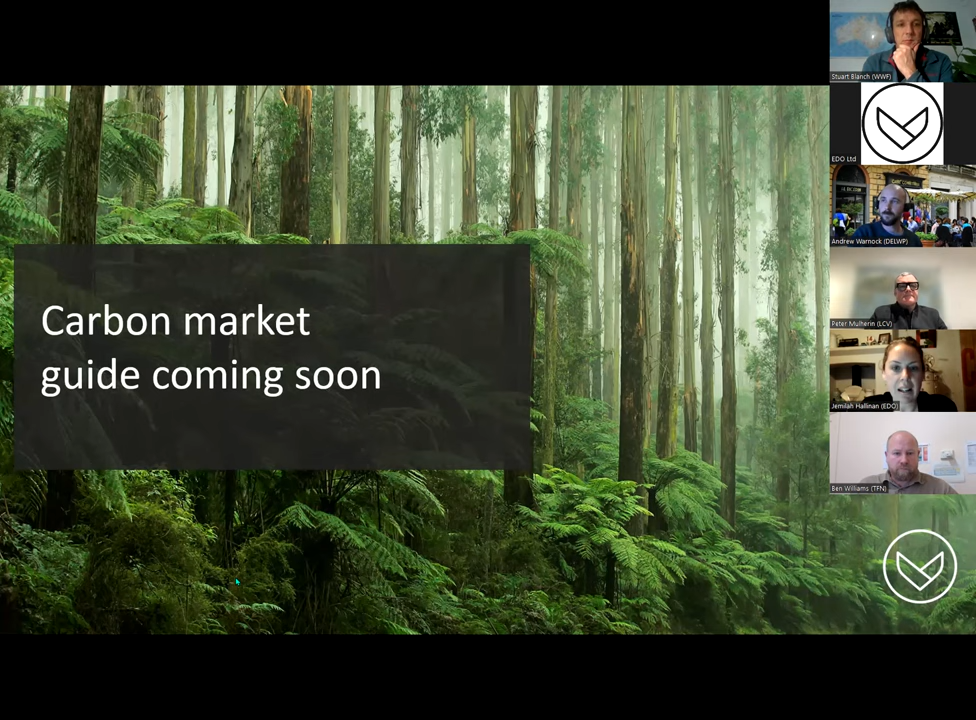 Carbon market
guide coming soon
Stuart Blanch (WWF)
EDO Ltd
Andrew Warnock (DELWP)
Peter Mulherin (LCV)
Jemilah Hallinan (EDO)
Ben Williams (TFN)